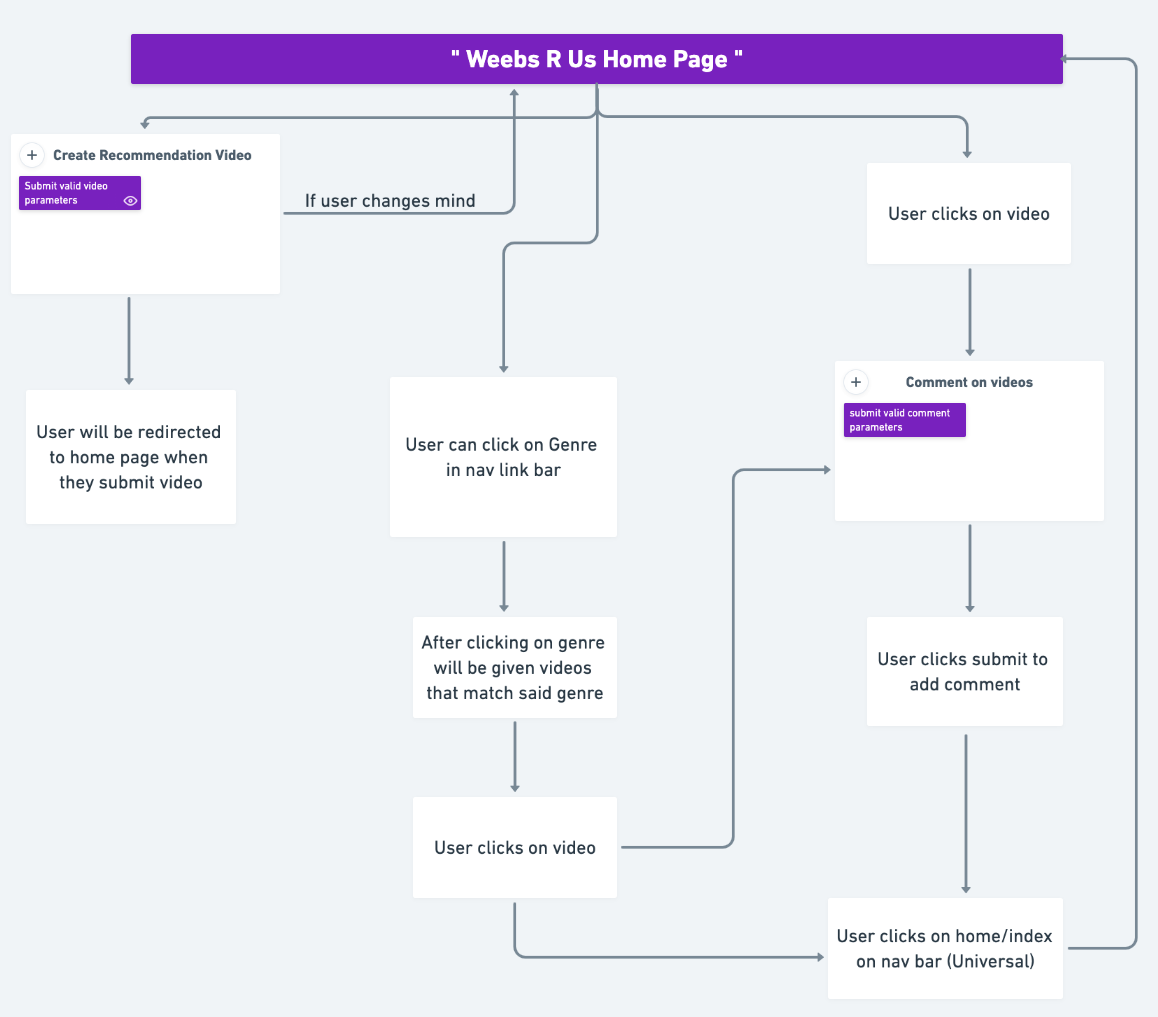 " Weebs R Us Home Page "
Create Recommendation Video
Submit valid video
parameters
If user changes mind
User clicks on video
User will be redirected
to home page when
they submit video
User can click on Genre
in nav link bar
Comment on videos
submit valid comment
parameters
After clicking on genre
will be given videos
that match said genre
User clicks submit to
add comment
User clicks on video
User clicks on home/index
on nav bar (Universal)